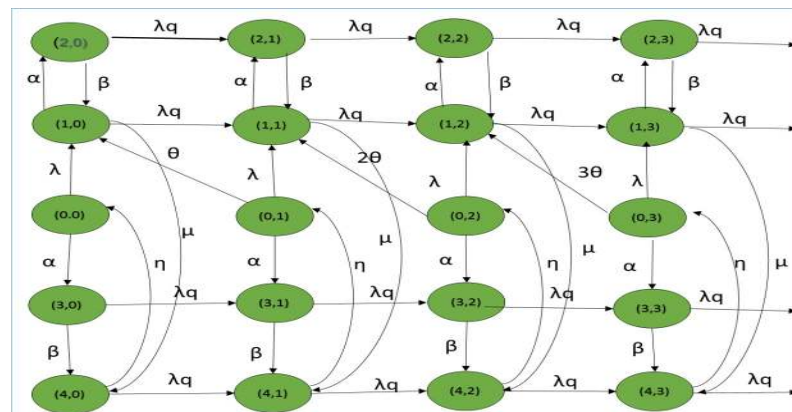 λq λq λq λq
(2,0) (2,1) (2,2) (2,3)
α β α β α β α β
λq λq λq λq
(1,0) (1,1) (1,2) (1,3)
θ 2θ 3θ
λ λ λ λ
(0.0) (0,1) (0,2) (0,3)
μ μ μ μ
α η α η α η α η
λq λq λq λq
(3,0) (3,1) (3,2) (3,3)
β β β β
λq λq λq λq
(4,0) (4,1) (4,2) (4,3)